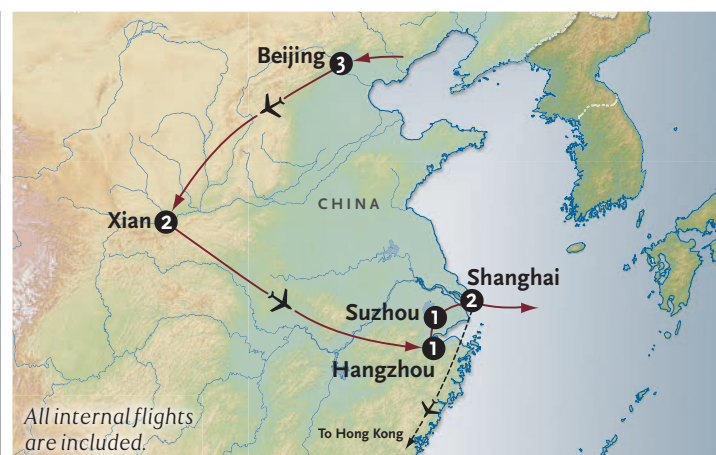 Beijing 3
CHINA
Xian 2
Shanghai
2
Suzhou 1
1
Hangzhou
All internal flights
are included.
To Hong Kong